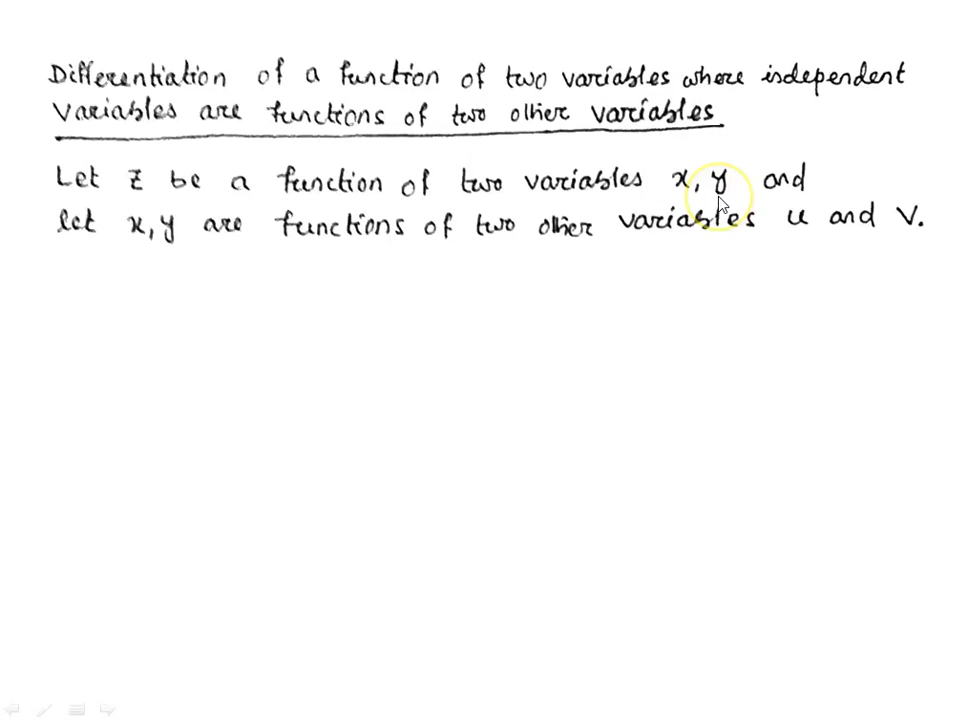 Differentiation of a function of two variables where independent
variables are functions of two other variables
Let z be a function of two variables x, y and
let x, y are functions of two other variables u and v.